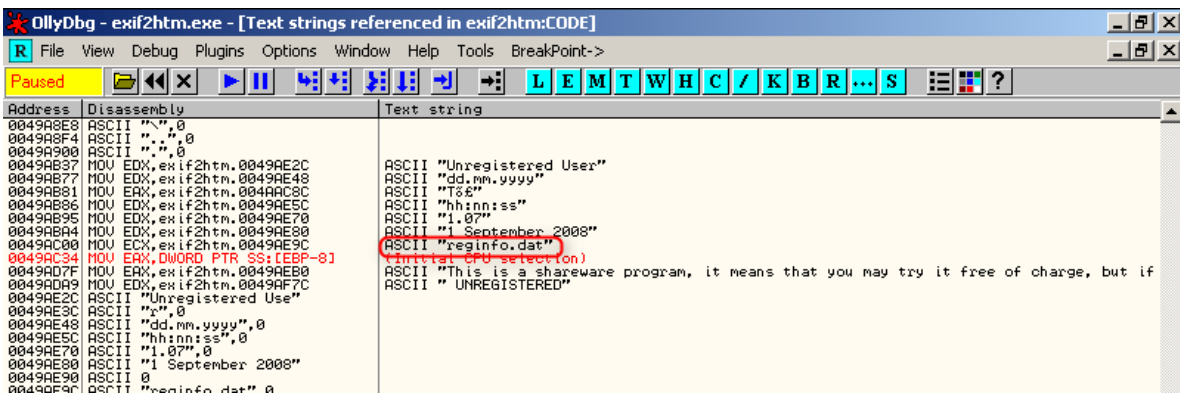 OllyDbg - exif2htm.exe - [Text strings referenced in exif2htm:CODE]
R File View Debug Plugins Options Window Help Tools BreakPoint->
Paused L E M T W H C / K B R ... S ?
Address Disassembly Text string
0049A8E8 ASCII "\",0
0049A8F4 ASCII "..",0
0049A900 ASCII ".",0
0049AB37 MOV EDX,exif2htm.0049AE2C ASCII "Unregistered User"
0049AB77 MOV EDX,exif2htm.0049AE48 ASCII "dd.mm.yyyy"
0049AB81 MOV EAX,exif2htm.004AAC8C ASCII "Tš£"
0049AB86 MOV EDX,exif2htm.0049AE5C ASCII "hh:nn:ss"
0049AB95 MOV EDX,exif2htm.0049AE70 ASCII "1.07"
0049ABA4 MOV EDX,exif2htm.0049AE80 ASCII "1 September 2008"
0049AC00 MOV ECX,exif2htm.0049AE9C ASCII "reginfo.dat"
0049AC34 MOV EAX,DWORD PTR SS:[EBP-8] (Initial CPU selection)
0049AD7F MOV EDX,exif2htm.0049AEB0 ASCII "This is a shareware program, it means that you may try it free of charge, but if
0049ADA9 MOV EDX,exif2htm.0049AF7C ASCII " UNREGISTERED"
0049AE2C ASCII "Unregistered Use"
0049AE3C ASCII "r",0
0049AE48 ASCII "dd.mm.yyyy",0
0049AE5C ASCII "hh:nn:ss",0
0049AE70 ASCII "1.07",0
0049AE80 ASCII "1 September 2008"
0049AE90 ASCII 0
0049AE9C ASCII "reginfo.dat",0